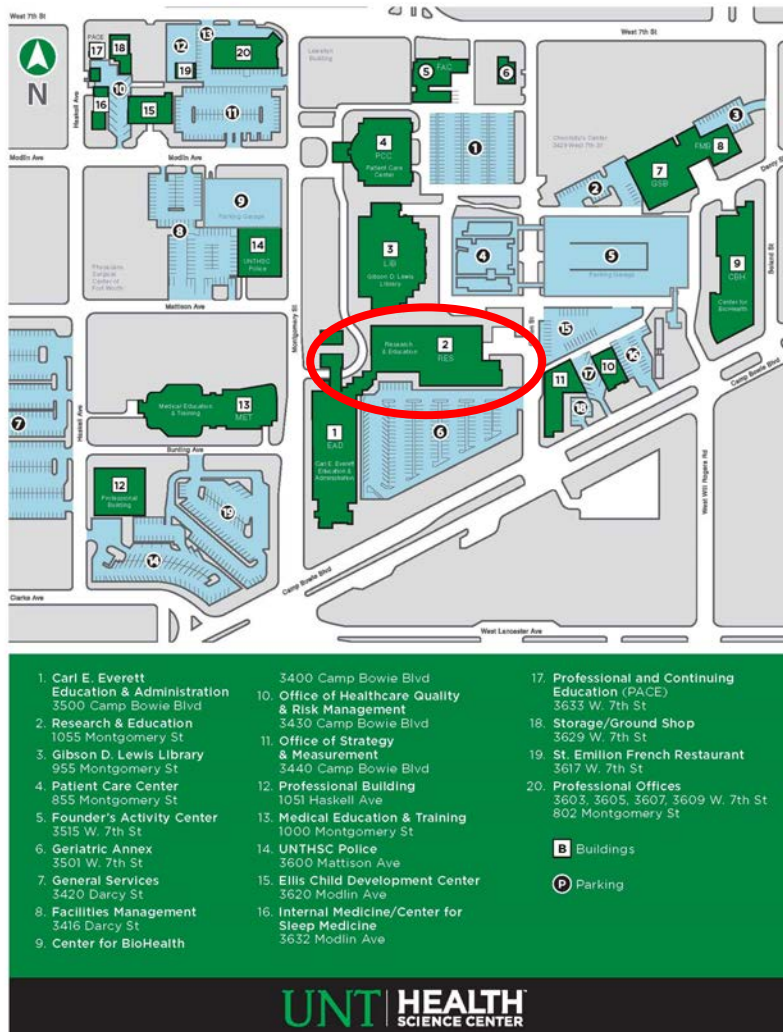 West 7th St
West 7th St
PACE
17
18
12
13
20
19
10
16
15
11
Haskell Ave
Lewiston
Building
FAC
5
6
3
1
4
PCC
Patient Care
Center
FMB
8
7
GSB
2
3423 West 7th St
Modlin Ave
Modlin Ave
Darcy St
9
Parking Garage
8
14
UNTHSC
Police
3
LIB
Gibson D. Lewis
Library
4
5
Parking Garage
9
CBH
Center for
BioHealth
Boland St
Mattison Ave
Montgomery St
Research
& Education
2
RES
15
16
17
10
11
18
Camp Bowie Blvd
7
Haskell Ave
Medical Education
& Training
13
MET
1
EAD
Carl E. Everett
Education &
Administration
6
Bunting Ave
12
Professional
Building
19
14
West Will Rogers Rd
Clarke Ave
Camp Bowie Blvd
West Lancaster Ave
N
1. Carl E. Everett
Education & Administration
3500 Camp Bowie Blvd
2. Research & Education
1055 Montgomery St
3. Gibson D. Lewis Library
955 Montgomery St
4. Patient Care Center
855 Montgomery St
5. Founder's Activity Center
3515 W. 7th St
6. Geriatric Annex
3501 W. 7th St
7. General Services
3420 Darcy St
8. Facilities Management
3416 Darcy St
9. Center for BioHealth
3400 Camp Bowie Blvd
10. Office of Healthcare Quality
& Risk Management
3430 Camp Bowie Blvd
11. Office of Strategy
& Measurement
3440 Camp Bowie Blvd
12. Professional Building
1051 Haskell Ave
13. Medical Education & Training
1000 Montgomery St
14. UNTHSC Police
3600 Mattison Ave
15. Ellis Child Development Center
3620 Modlin Ave
16. Internal Medicine/Center for
Sleep Medicine
3632 Modlin Ave
17. Professional and Continuing
Education (PACE)
3633 W. 7th St
18. Storage/Ground Shop
3629 W. 7th St
19. St. Emilion French Restaurant
3617 W. 7th St
20. Professional Offices
3603, 3605, 3607, 3609 W. 7th St
802 Montgomery St
B Buildings
P Parking
UNT HEALTH
SCIENCE CENTER